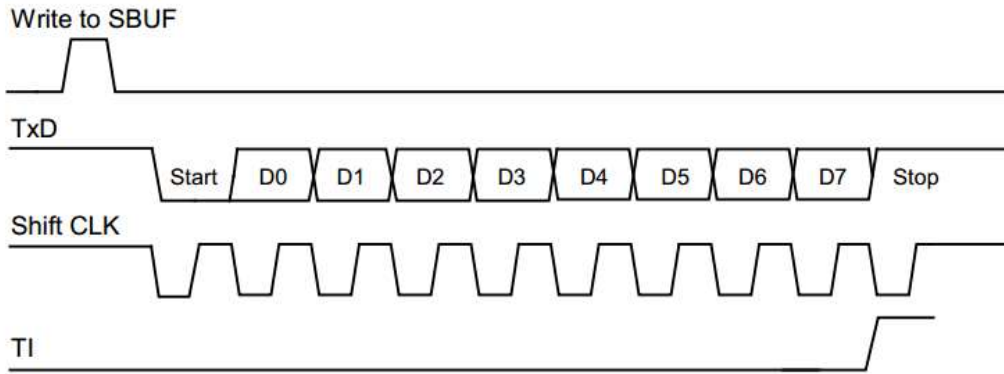 Write to SBUF
TxD
Start D0 D1 D2 D3 D4 D5 D6 D7 Stop
Shift CLK
TI